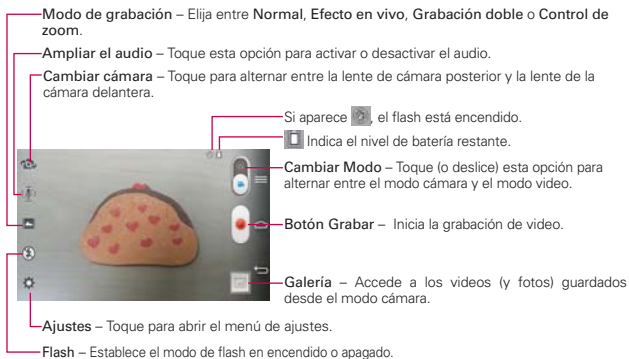 Modo de grabación – Elija entre Normal, Efecto en vivo, Grabación doble o Control de
zoom.
Ampliar el audio – Toque esta opción para activar o desactivar el audio.
Cambiar cámara – Toque para alternar entre la lente de cámara posterior y la lente de la
cámara delantera.
Si aparece , el flash está encendido.
Indica el nivel de batería restante.
Cambiar Modo – Toque (o deslice) esta opción para
alternar entre el modo cámara y el modo video.
Botón Grabar – Inicia la grabación de video.
Galería – Accede a los videos (y fotos) guardados
desde el modo cámara.
Ajustes – Toque para abrir el menú de ajustes.
Flash – Establece el modo de flash en encendido o apagado.